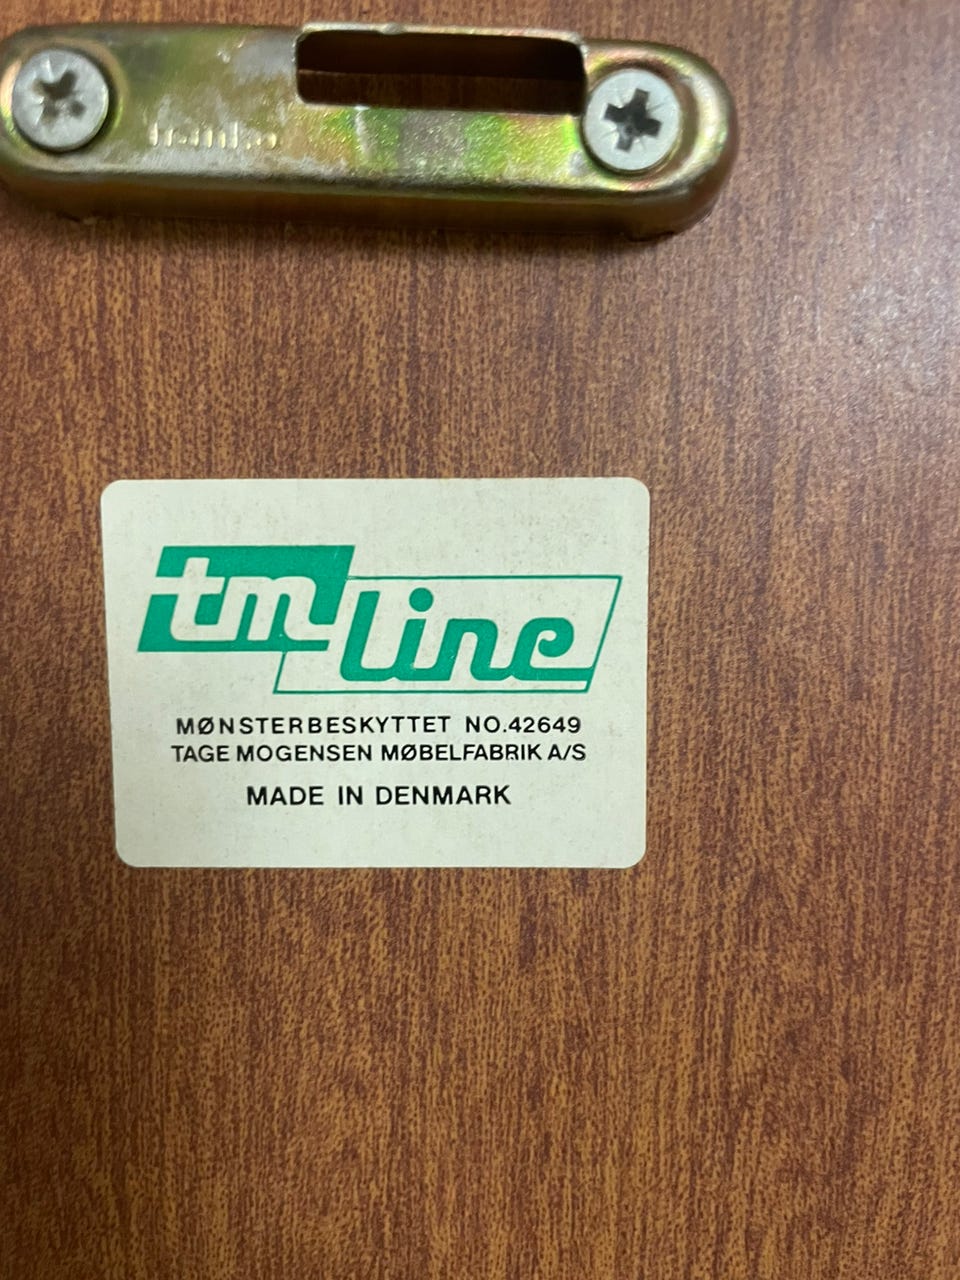 tm line
MØNSTERBESKYTTET NO.42649
TAGE MOGENSEN MØBELFABRIK A/S
MADE IN DENMARK